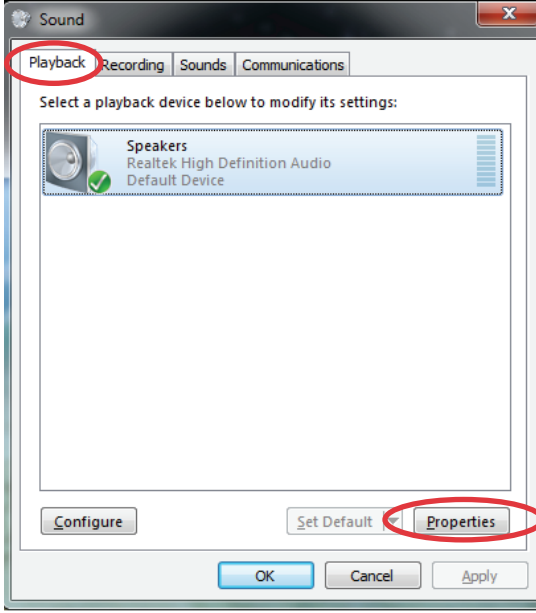 Sound
Playback Recording Sounds Communications
Select a playback device below to modify its settings:
Speakers
Realtek High Definition Audio
Default Device
Configure Set Default Properties
OK Cancel Apply